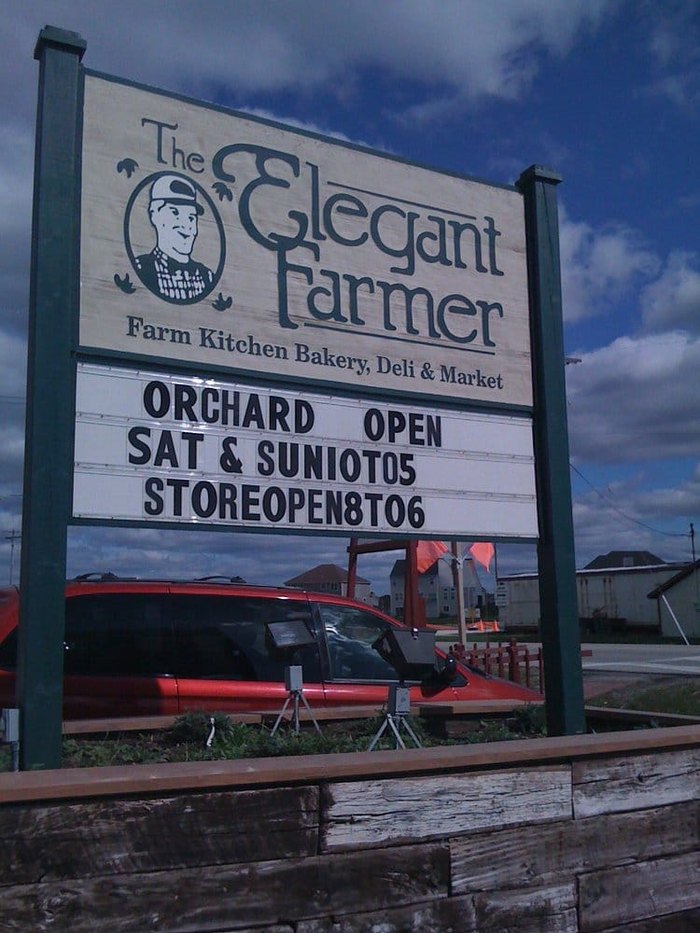 The Elegant
Farmer
Farm Kitchen Bakery, Deli & Market
ORCHARD OPEN
SAT & SUNIOTO5
STOREOPEN8TO6